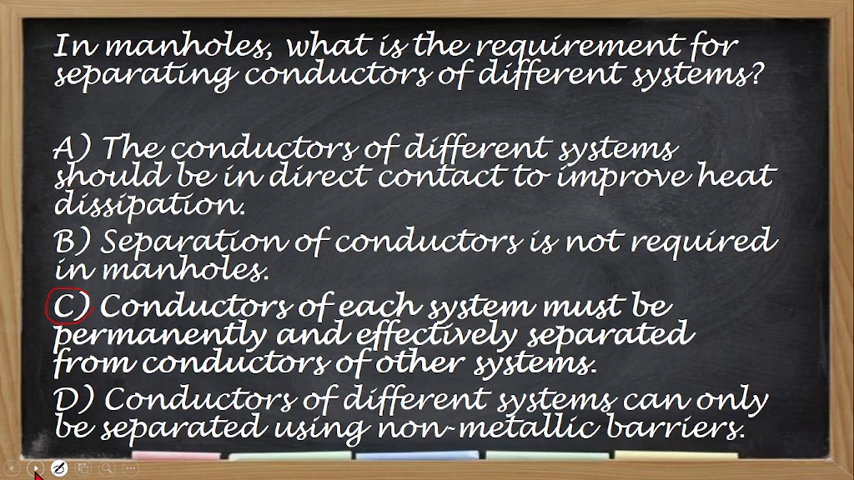 In manholes, what is the requirement for
separating conductors of different systems?
A) The conductors of different systems
should be in direct contact to improve heat
dissipation.
B) Separation of conductors is not required
in manholes.
C) Conductors of each system must be
permanently and effectively separated
from conductors of other systems.
D) Conductors of different systems can only
be separated using non-metallic barriers.